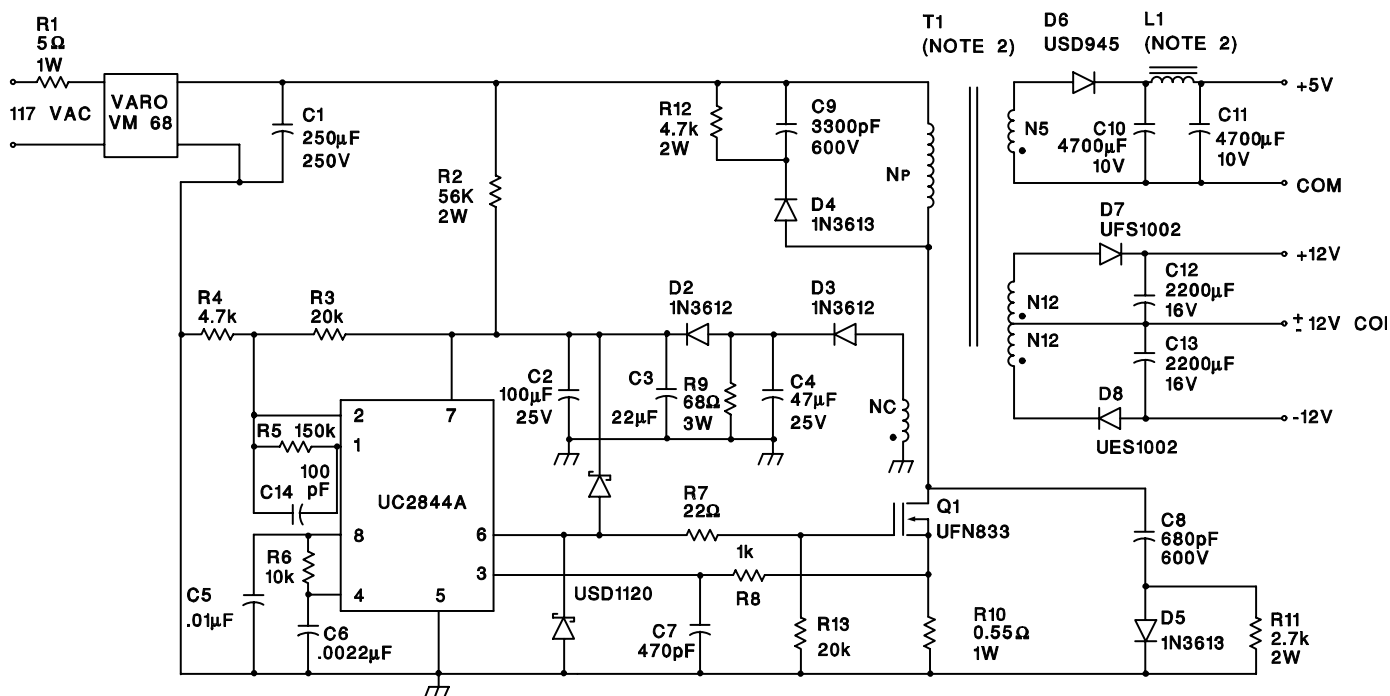 R1
5Ω
1W
117 VAC
VARO
VM 68
C1
250µF
250V
R2
56K
2W
R12
4.7k
2W
C9
3300pF
600V
D4
1N3613
T1
(NOTE 2)
NP
D6
USD945
L1
(NOTE 2)
N5
C10
4700µF
10V
C11
4700µF
10V
+5V
COM
D7
UFS1002
N12
N12
C12
2200µF
16V
C13
2200µF
16V
D8
UES1002
+12V
± 12V CO
-12V
R4
4.7k
R3
20k
D2
1N3612
D3
1N3612
C2
100µF
25V
C3
22µF
R9
68Ω
3W
C4
47µF
25V
NC
2
7
R5 150k
1
100
pF
C14
UC2844A
8
6
R6
10k
3
4
5
C5
.01µF
C6
.0022µF
USD1120
R7
22Ω
1k
R8
C7
470pF
R13
20k
Q1
UFN833
R10
0.55Ω
1W
C8
680pF
600V
D5
1N3613
R11
2.7k
2W